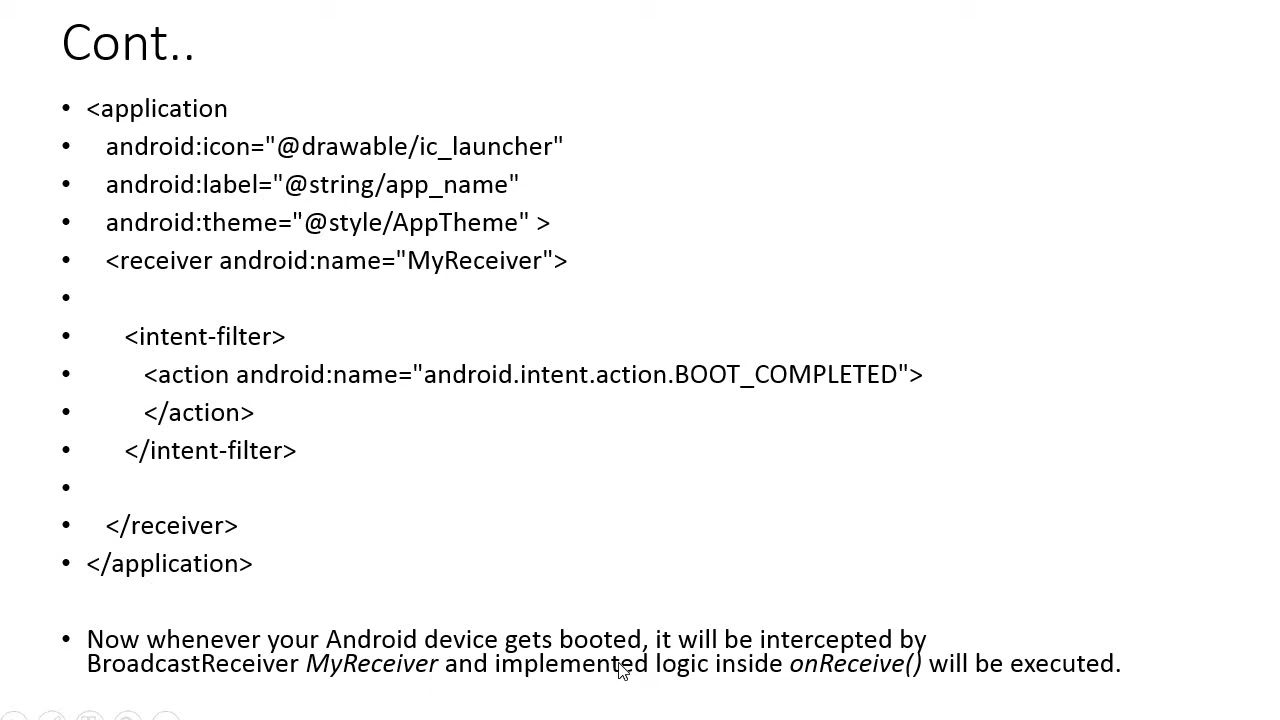 Cont..
• <application
• android:icon="@drawable/ic_launcher"
• android:label="@string/app_name"
• android:theme="@style/AppTheme" >
• <receiver android:name="MyReceiver">
•
• <intent-filter>
• <action android:name="android.intent.action.BOOT_COMPLETED">
• </action>
• </intent-filter>
•
• </receiver>
• </application>
• Now whenever your Android device gets booted, it will be intercepted by
BroadcastReceiver MyReceiver and implemented logic inside onReceive() will be executed.